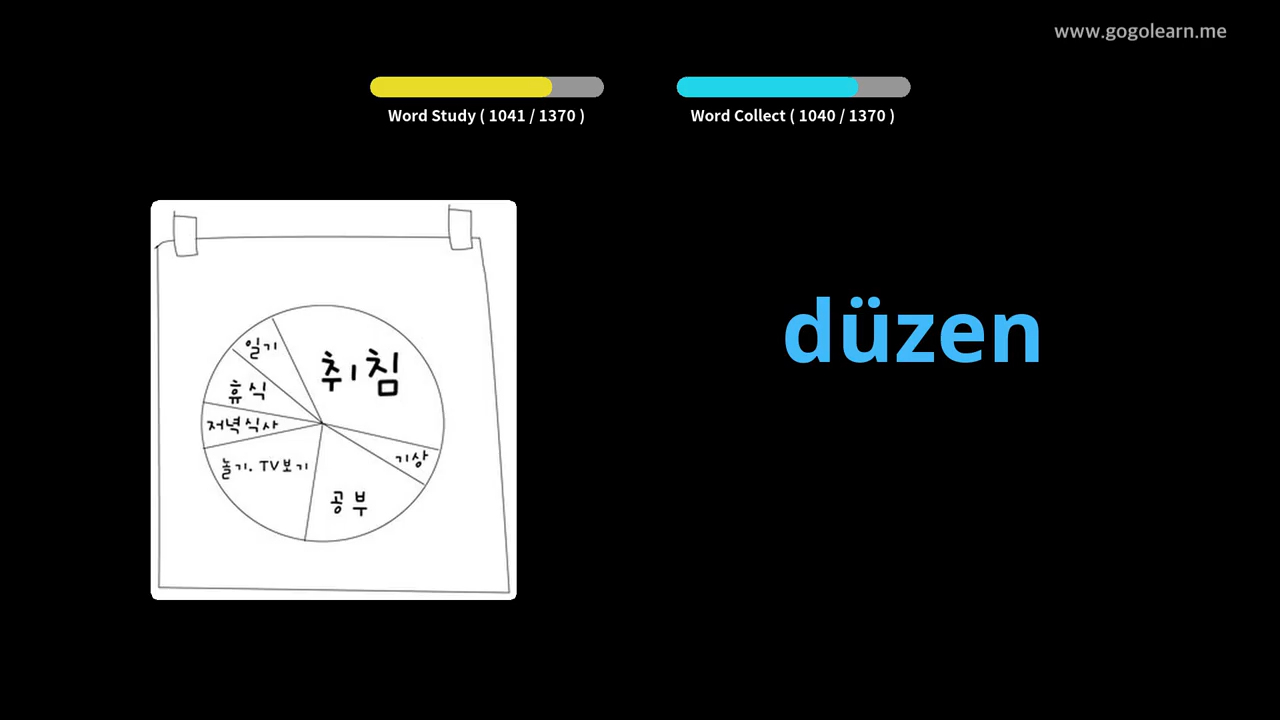 www.gogolearn.me
Word Study ( 1041 / 1370 )
Word Collect ( 1040 / 1370 )
일기
취침
휴식
저녁식사
기상
놀기. TV보기
공부
düzen